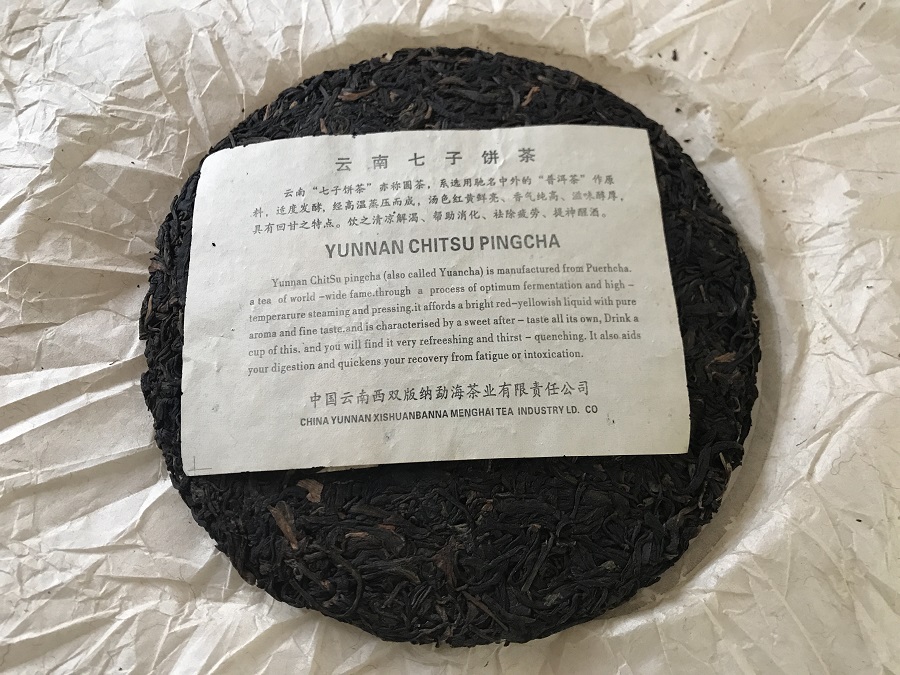 云南七子饼茶
云南“七子饼茶”亦称圆茶，系选用驰名中外的“普洱茶”作原
料，适度发酵，经高温蒸压而成，汤色红黄鲜亮、香气纯高、滋味醇厚，
具有回甘之特点。饮之清凉解渴、帮助消化、祛除疲劳、提神醒酒。
YUNNAN CHITSU PINGCHA
Yunnan ChitSu pingcha (also called Yuancha) is manufactured from Puerhcha.
a tea of world -wide fame.through a process of optimum fermentation and high -
temperarure steaming and pressing.it affords a bright red-yellowish liquid with pure
aroma and fine taste.and is characterised by a sweet after - taste all its own, Drink a
cup of this. and you will find it very refreeshing and thirst - quenching. It also aids
your digestion and quickens your recovery from fatigue or intoxication.
中国云南西双版纳勐海茶业有限责任公司
CHINA YUNNAN XISHUANBANNA MENGHAI TEA INDUSTRY LD. CO